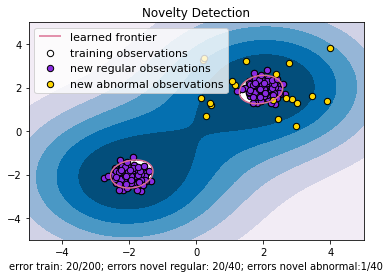 Novelty Detection
learned frontier
training observations
new regular observations
new abnormal observations
4
2
0
−2
−4
−4 −2 0 2 4
error train: 20/200; errors novel regular: 20/40; errors novel abnormal:1/40